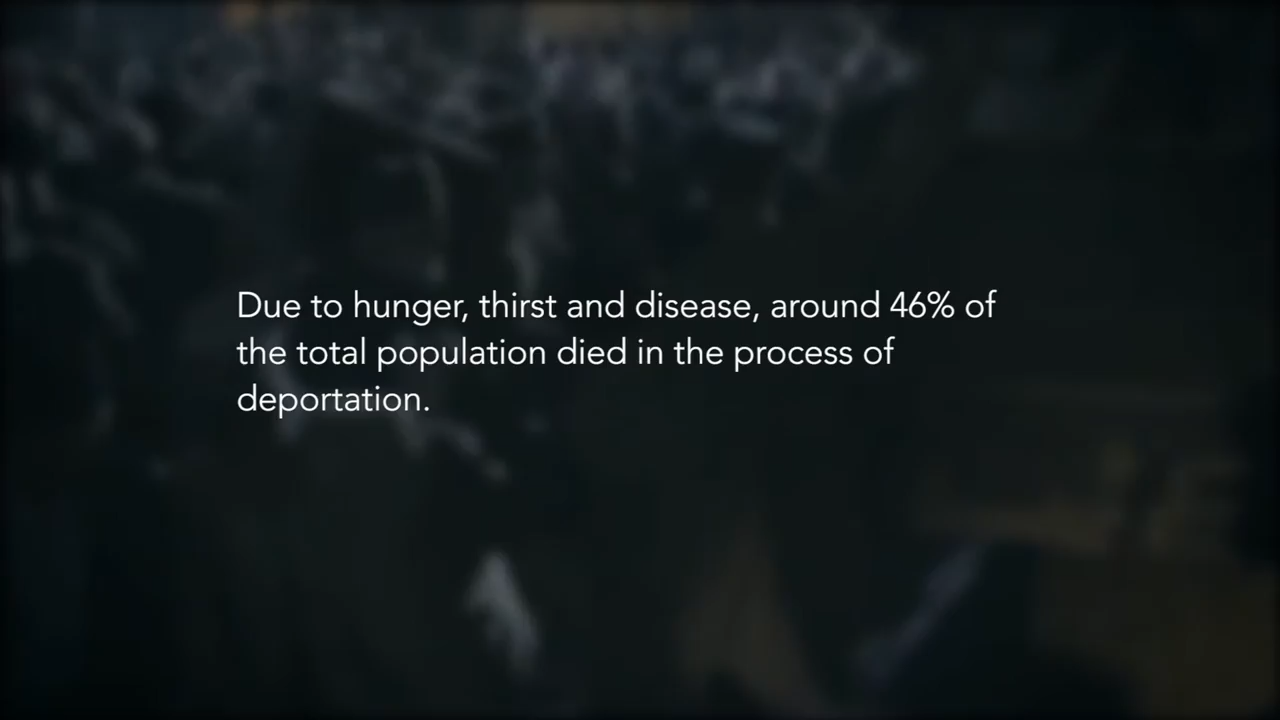 Due to hunger, thirst and disease, around 46% of
the total population died in the process of
deportation.